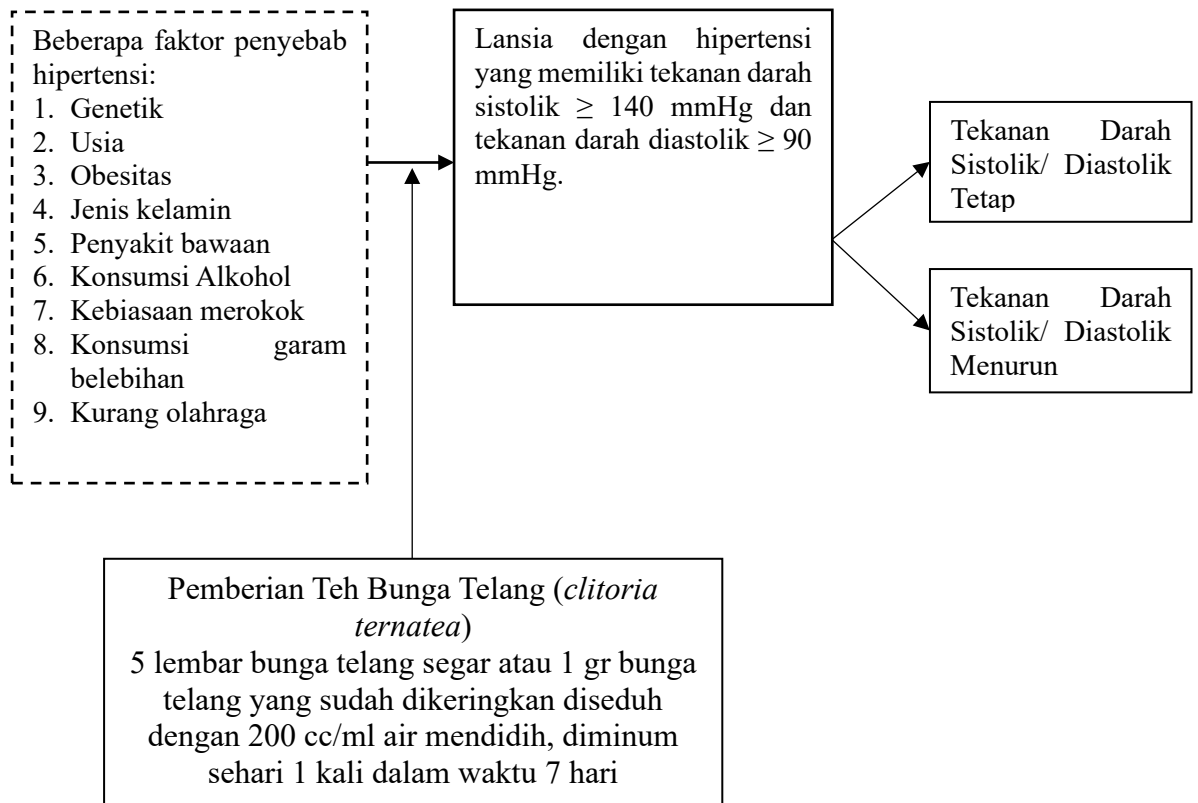 Beberapa faktor penyebab
hipertensi:
1. Genetik
2. Usia
3. Obesitas
4. Jenis kelamin
5. Penyakit bawaan
6. Konsumsi Alkohol
7. Kebiasaan merokok
8. Konsumsi garam
belebihan
9. Kurang olahraga
Lansia dengan hipertensi
yang memiliki tekanan darah
sistolik ≥ 140 mmHg dan
tekanan darah diastolik ≥ 90
mmHg.
Tekanan Darah
Sistolik/ Diastolik
Tetap
Tekanan Darah
Sistolik/ Diastolik
Menurun
Pemberian Teh Bunga Telang (clitoria
ternatea)
5 lembar bunga telang segar atau 1 gr bunga
telang yang sudah dikeringkan diseduh
dengan 200 cc/ml air mendidih, diminum
sehari 1 kali dalam waktu 7 hari